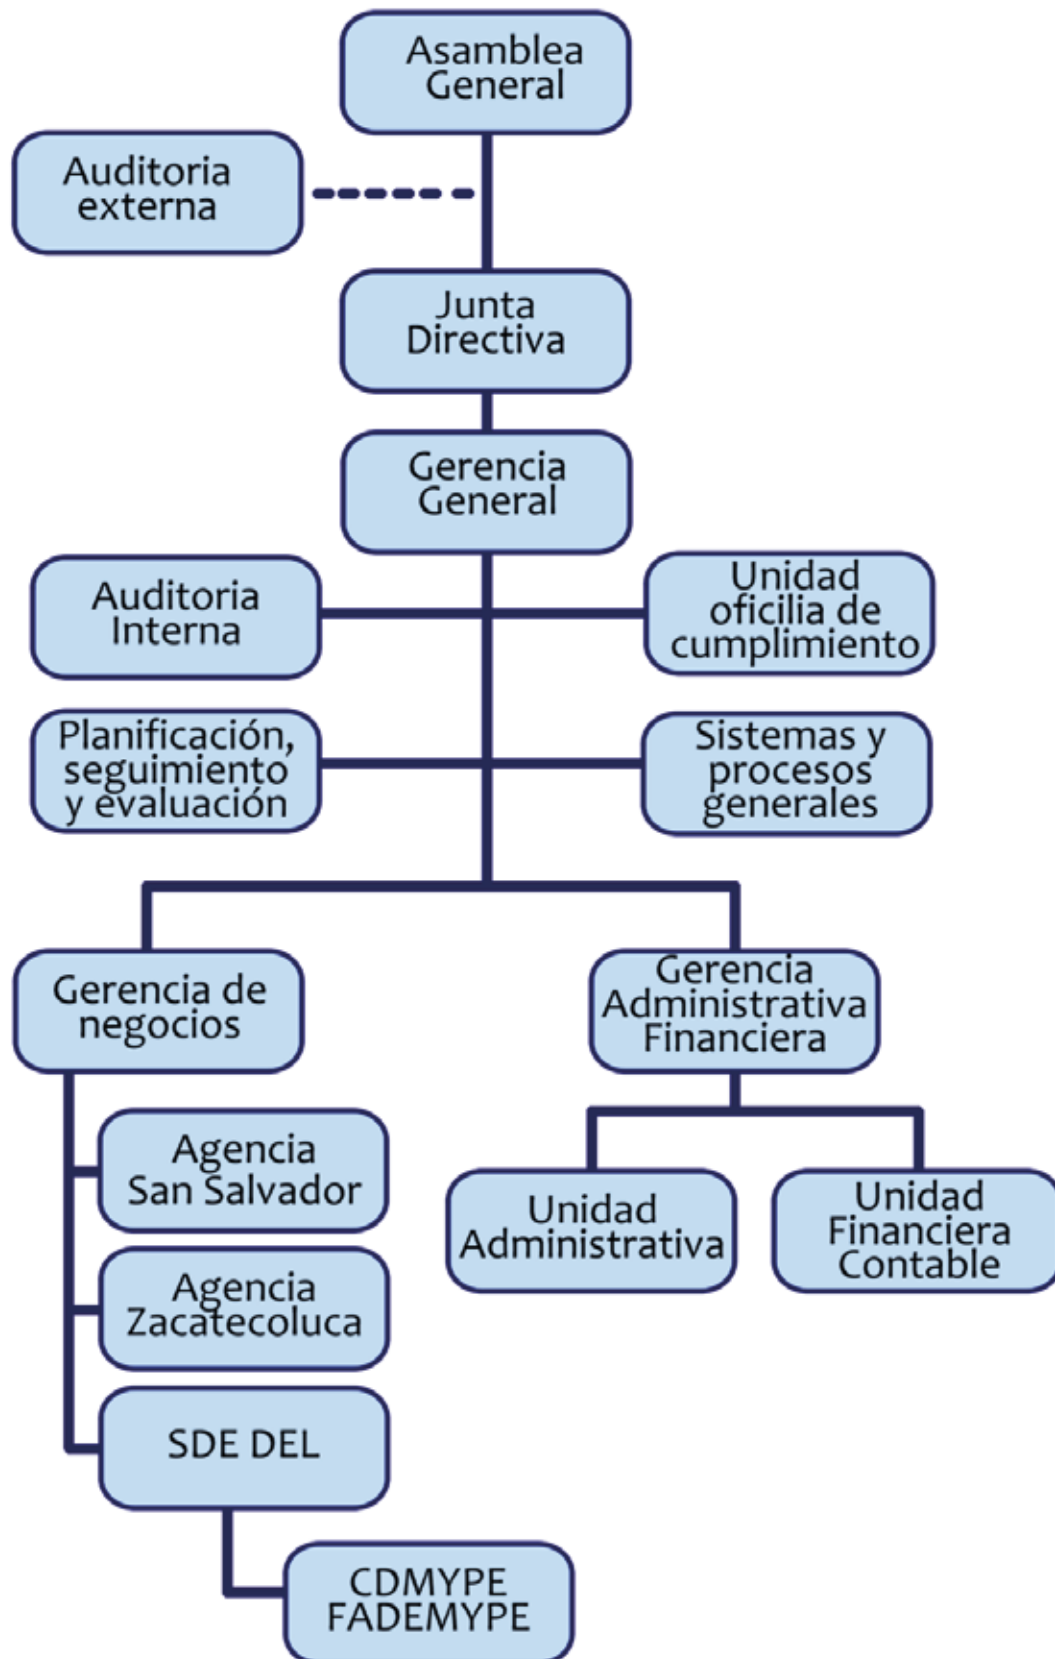 Asamblea
General
Auditoria
externa
Junta
Directiva
Gerencia
General
Auditoria
Interna
Unidad
oficilia de
cumplimiento
Planificación,
seguimiento
y evaluación
Sistemas y
procesos
generales
Gerencia de
negocios
Gerencia
Administrativa
Financiera
Agencia
San Salvador
Unidad
Administrativa
Unidad
Financiera
Contable
Agencia
Zacatecoluca
SDE DEL
CDMYPE
FADEMYPE